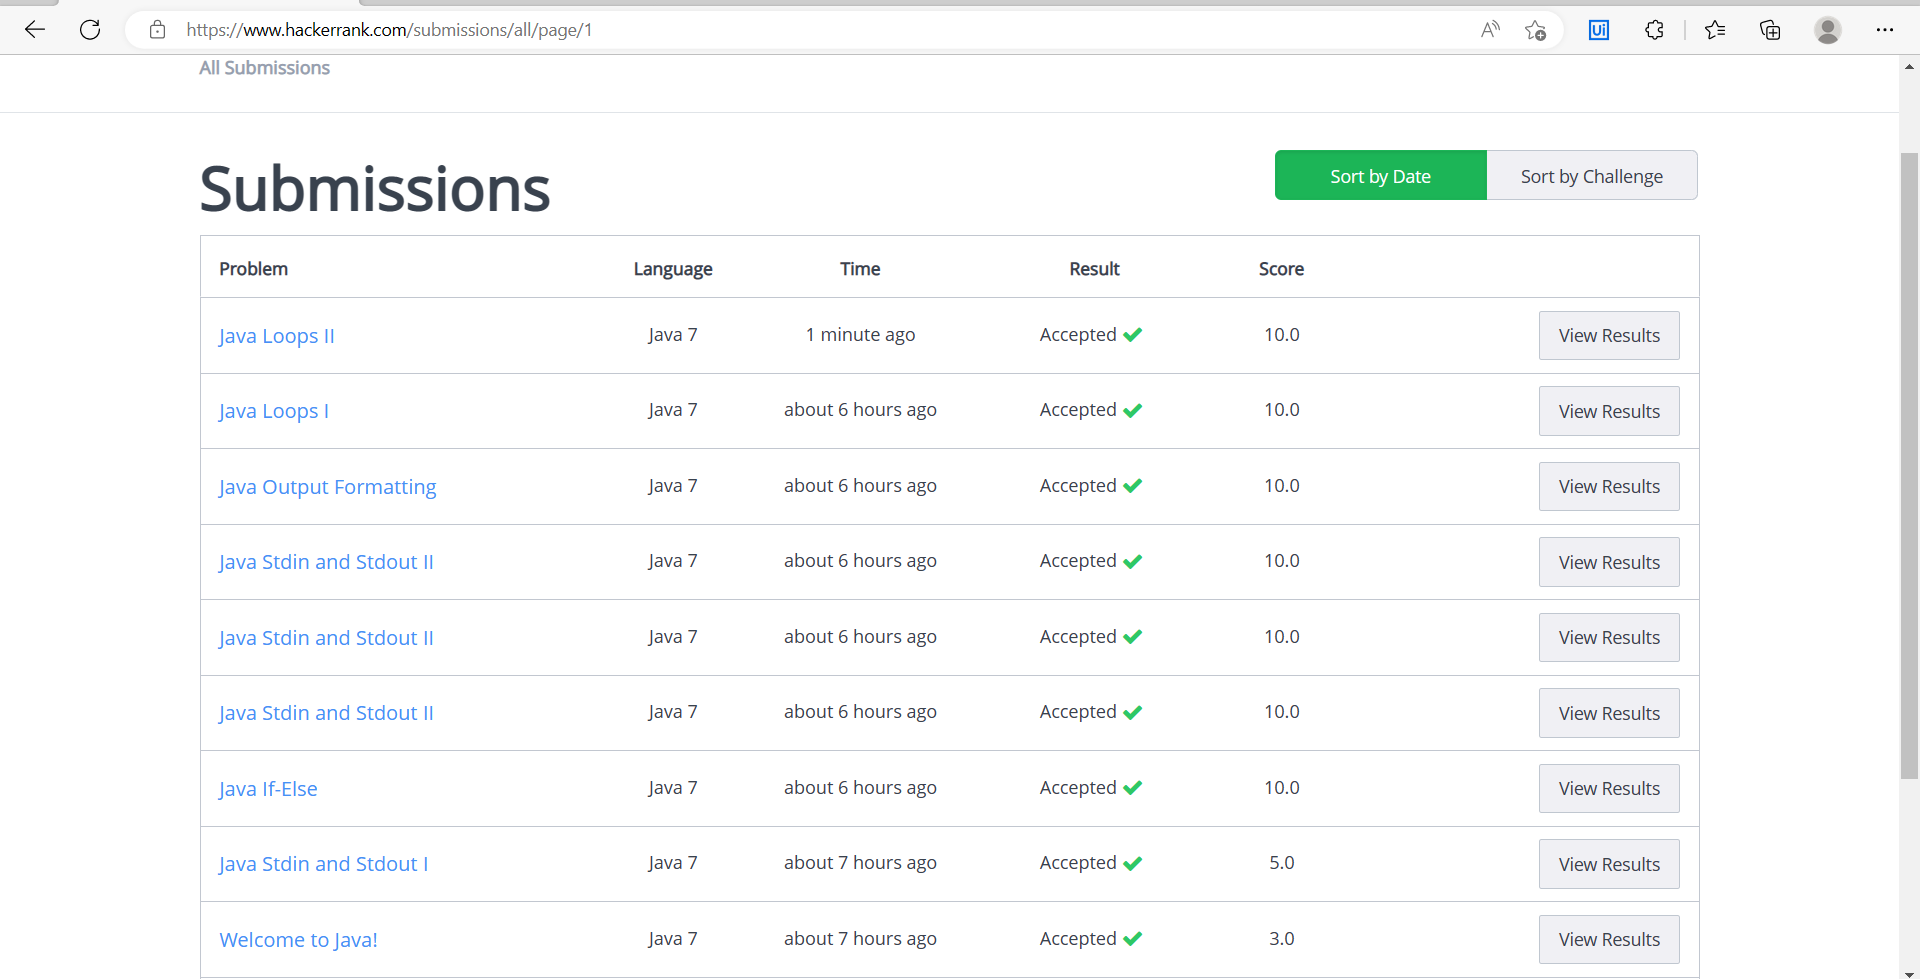 https://www.hackerrank.com/submissions/all/page/1
Ui
All Submissions
Submissions
Sort by Date Sort by Challenge
Problem Language Time Result Score
Java Loops II Java 7 1 minute ago Accepted 10.0 View Results
Java Loops I Java 7 about 6 hours ago Accepted 10.0 View Results
Java Output Formatting Java 7 about 6 hours ago Accepted 10.0 View Results
Java Stdin and Stdout II Java 7 about 6 hours ago Accepted 10.0 View Results
Java Stdin and Stdout II Java 7 about 6 hours ago Accepted 10.0 View Results
Java Stdin and Stdout II Java 7 about 6 hours ago Accepted 10.0 View Results
Java If-Else Java 7 about 6 hours ago Accepted 10.0 View Results
Java Stdin and Stdout I Java 7 about 7 hours ago Accepted 5.0 View Results
Welcome to Java! Java 7 about 7 hours ago Accepted 3.0 View Results